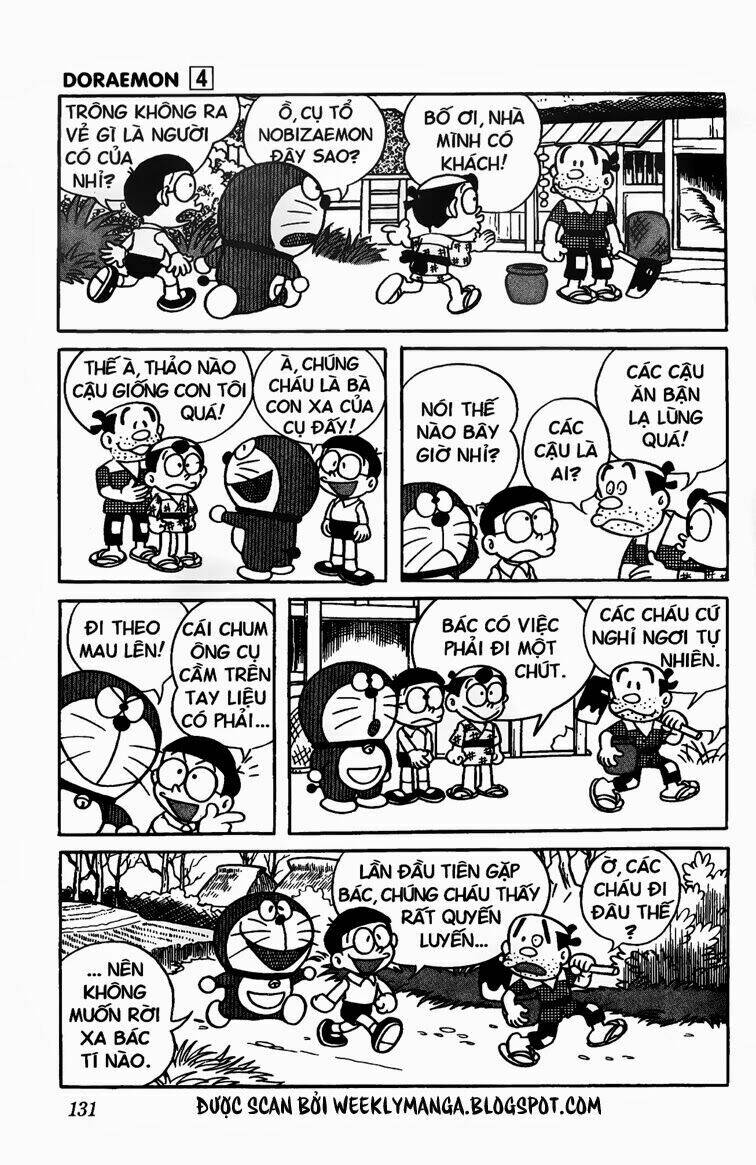 DORAEMON 4
TRÔNG KHÔNG RA
VẺ GÌ LÀ NGƯỜI
CÓ CỦA
NHỈ?
Ồ, CỤ TỔ
NOBIZAEMON
ĐÂY SAO?
BỐ ƠI, NHÀ
MÌNH CÓ
KHÁCH!
THẾ À, THẢO NÀO
CẬU GIỐNG CON TÔI
QUÁ!
À, CHÚNG
CHÁU LÀ BÀ
CON XA CỦA
CỤ ĐẤY!
NÓI THẾ
NÀO BÂY
GIỜ NHỈ?
CÁC
CẬU LÀ
AI?
CÁC CẬU
ĂN BẬN
LẠ LÙNG
QUÁ!
ĐI THEO
MAU LÊN!
CÁI CHUM
ÔNG CỤ
CẦM TRÊN
TAY LIỆU
CÓ PHẢI...
BÁC CÓ VIỆC
PHẢI ĐI MỘT
CHÚT.
CÁC CHÁU CỨ
NGHỈ NGƠI TỰ
NHIÊN.
... NÊN
KHÔNG
MUỐN RỜI
XA BÁC
TÍ NÀO.
LẦN ĐẦU TIÊN GẶP
BÁC, CHÚNG CHÁU THẤY
RẤT QUYẾN
LUYẾN...
Ờ, CÁC
CHÁU ĐI
ĐÂU THẾ
?
131
ĐƯỢC SCAN BỞI WEEKLYMANGA.BLOGSPOT.COM